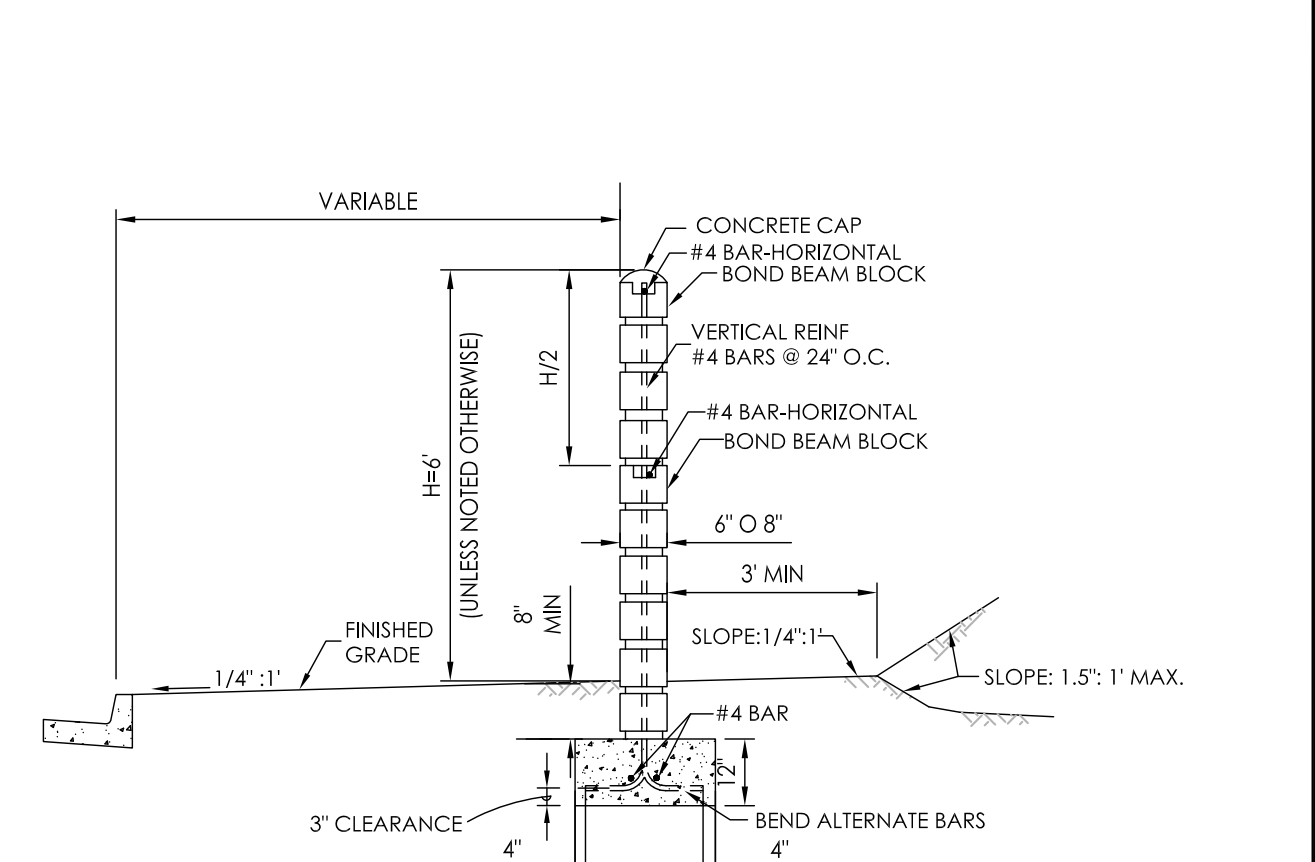 VARIABLE
CONCRETE CAP
#4 BAR-HORIZONTAL
BOND BEAM BLOCK
VERTICAL REINF
#4 BARS @ 24" O.C.
H/2
H=6'
(UNLESS NOTED OTHERWISE)
#4 BAR-HORIZONTAL
BOND BEAM BLOCK
6" O 8"
3' MIN
8"
MIN
FINISHED
GRADE
SLOPE:1/4":1'
1/4" :1'
SLOPE: 1.5": 1' MAX.
#4 BAR
12"
3" CLEARANCE
BEND ALTERNATE BARS
4"
4"